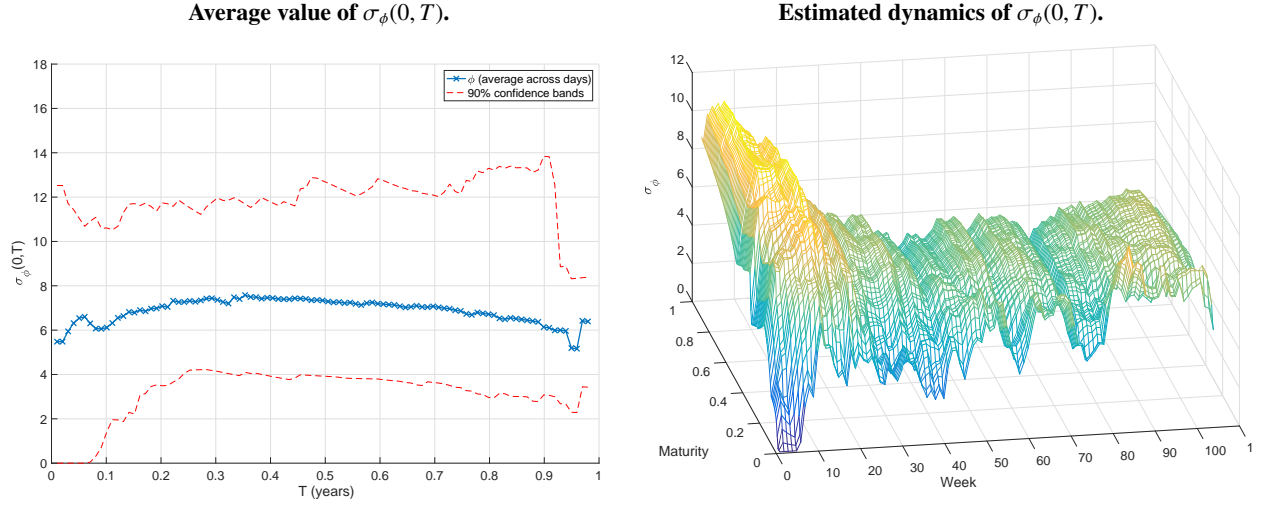 Average value of σ_ϕ(0, T).
18
16
14
12
10
8
6
4
2
0
σ_ϕ(0,T)
ϕ (average across days)
90% confidence bands
0 0.1 0.2 0.3 0.4 0.5 0.6 0.7 0.8 0.9 1
T (years)
Estimated dynamics of σ_ϕ(0, T).
12
10
8
6
4
2
0
σ_ϕ
1
0.8
0.6
0.4
0.2
0
Maturity
0 10 20 30 40 50 60 70 80 90 100 1
Week